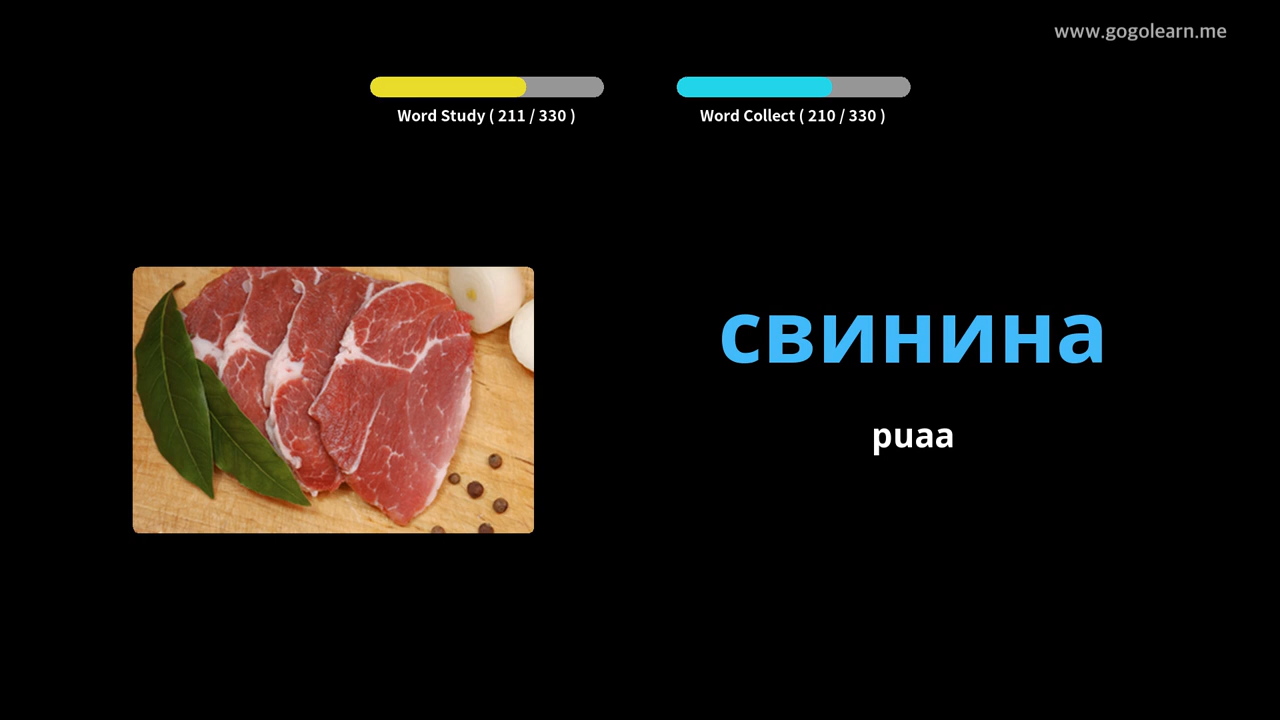 www.gogolearn.me
Word Study ( 211 / 330 )
Word Collect ( 210 / 330 )
свинина
puaa